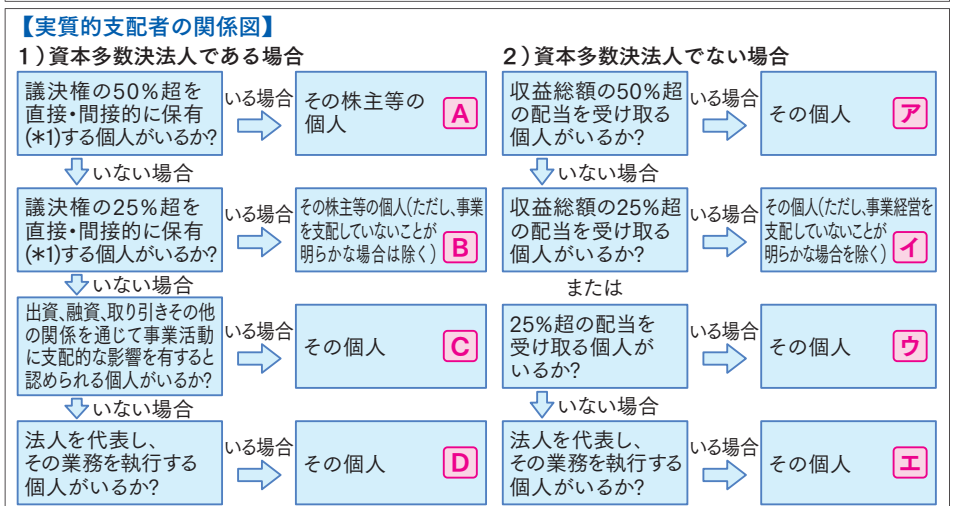 【実質的支配者の関係図】
1)資本多数決法人である場合
議決権の50%超を
直接・間接的に保有
(*1)する個人がいるか?
いる場合
その株主等の
個人
A
いない場合
議決権の25%超を
直接・間接的に保有
(*1)する個人がいるか?
いる場合
その株主等の個人(ただし、事業
を支配していないことが
明らかな場合は除く)
B
いない場合
出資、融資、取り引きその他
の関係を通じて事業活動
に支配的な影響を有すると
認められる個人がいるか?
いる場合
その個人
C
いない場合
法人を代表し、
その業務を執行する
個人がいるか?
いる場合
その個人
D
2)資本多数決法人でない場合
収益総額の50%超
の配当を受け取る
個人がいるか?
いる場合
その個人
ア
いない場合
収益総額の25%超
の配当を受け取る
個人がいるか?
いる場合
その個人(ただし、事業経営を
支配していないことが
明らかな場合を除く)
イ
または
25%超の配当を
受け取る個人が
いるか?
いる場合
その個人
ウ
いない場合
法人を代表し、
その業務を執行する
個人がいるか?
いる場合
その個人
エ